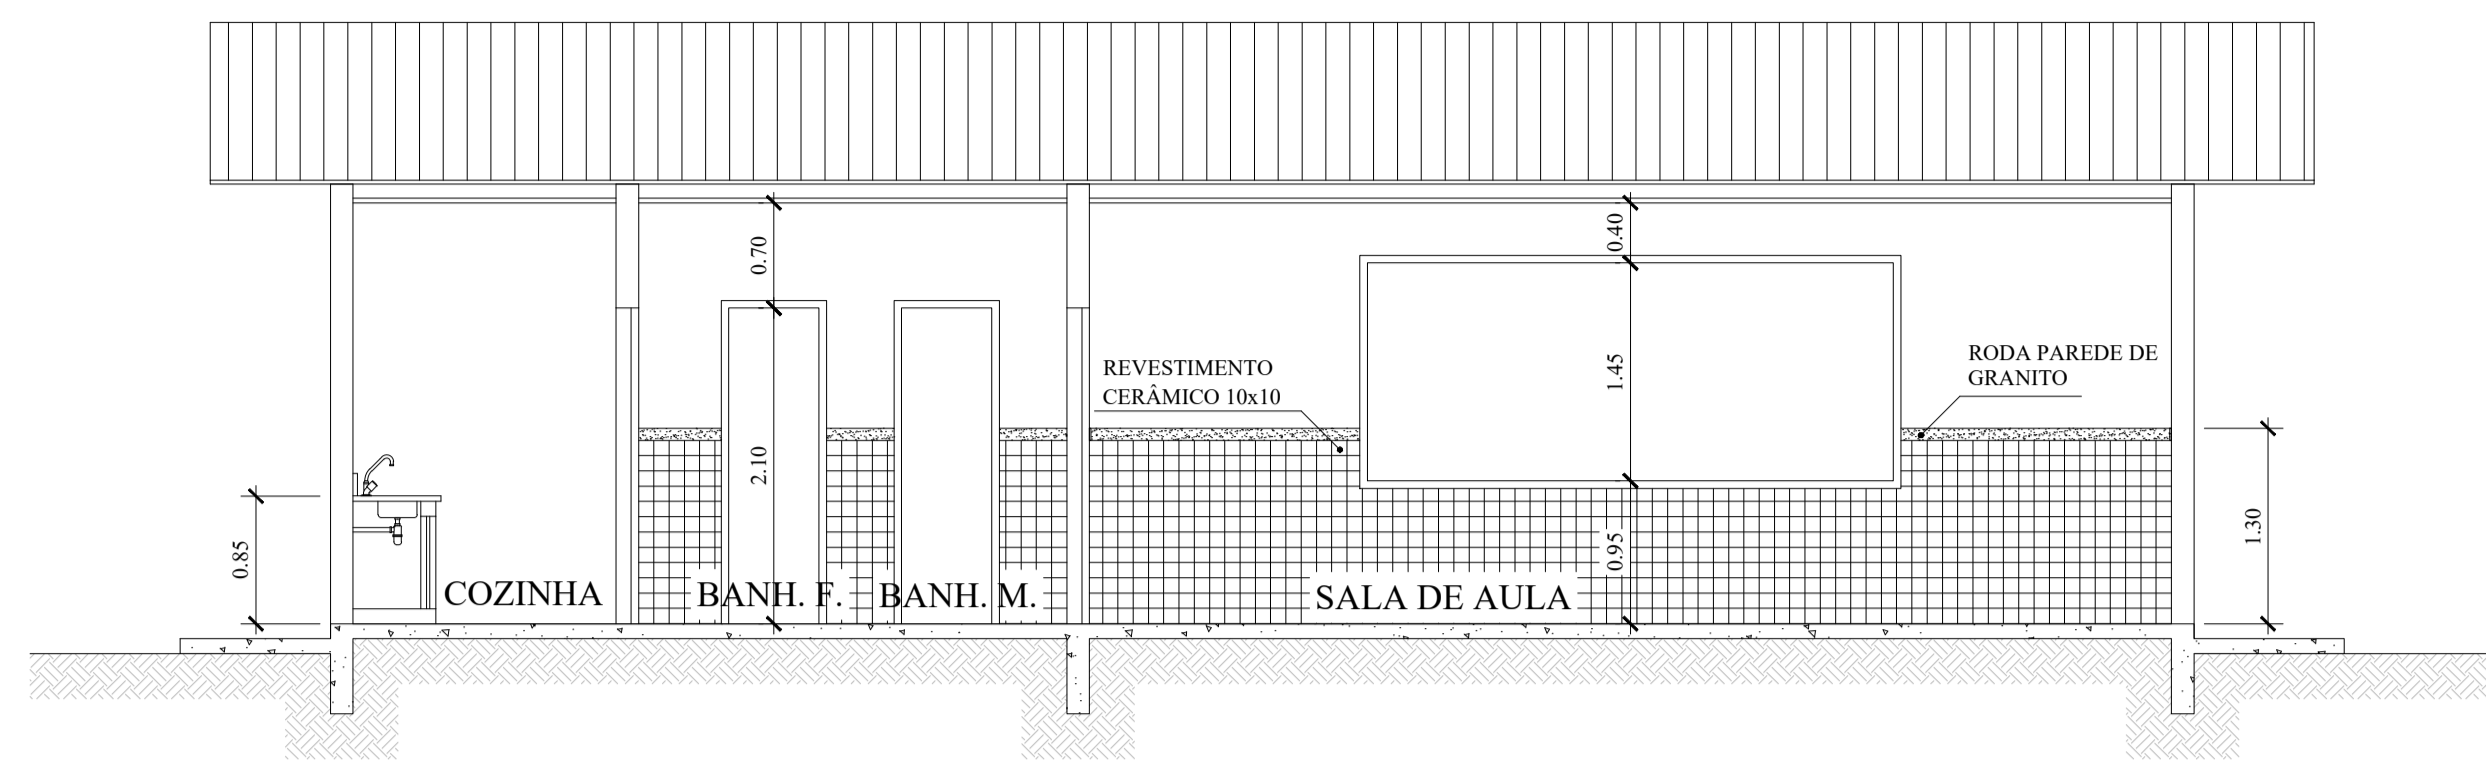 0.70
0.40
REVESTIMENTO
CERÂMICO 10x10
1.45
RODA PAREDE DE
GRANITO
2.10
0.85
0.95
1.30
COZINHA
BANH. F.
BANH. M.
SALA DE AULA